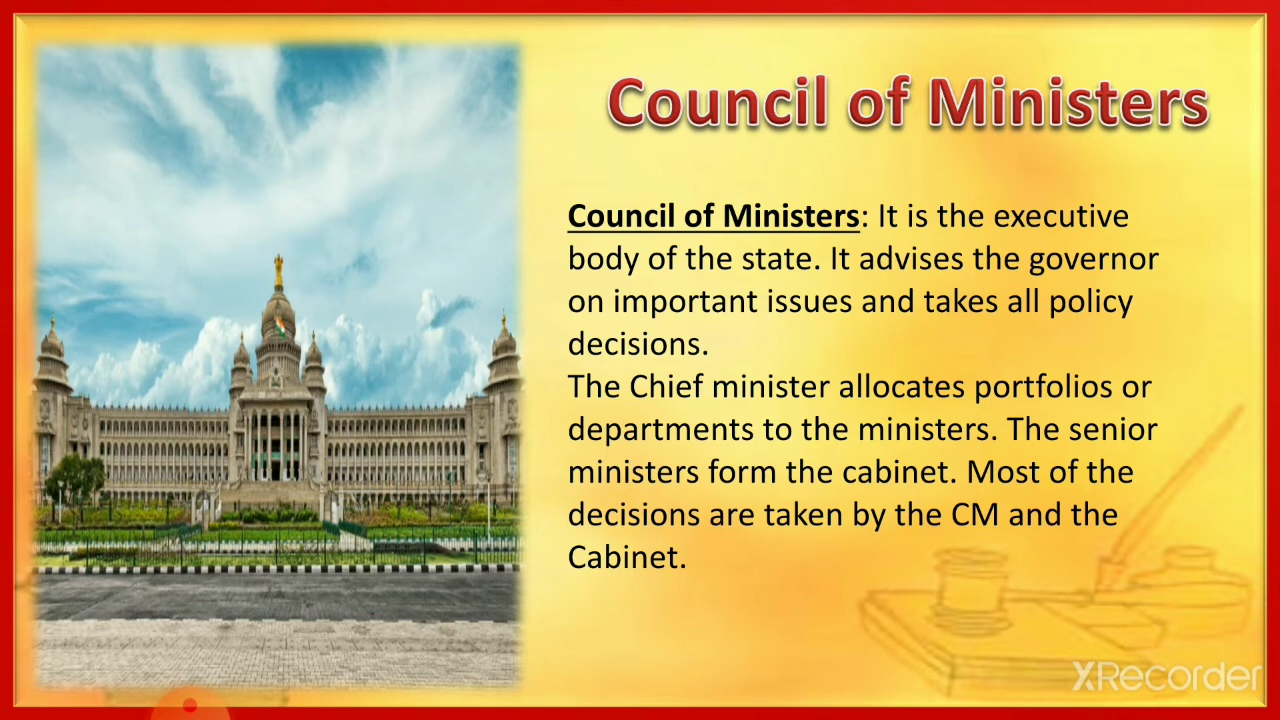 Council of Ministers
Council of Ministers: It is the executive
body of the state. It advises the governor
on important issues and takes all policy
decisions.
The Chief minister allocates portfolios or
departments to the ministers. The senior
ministers form the cabinet. Most of the
decisions are taken by the CM and the
Cabinet.
XRecorder